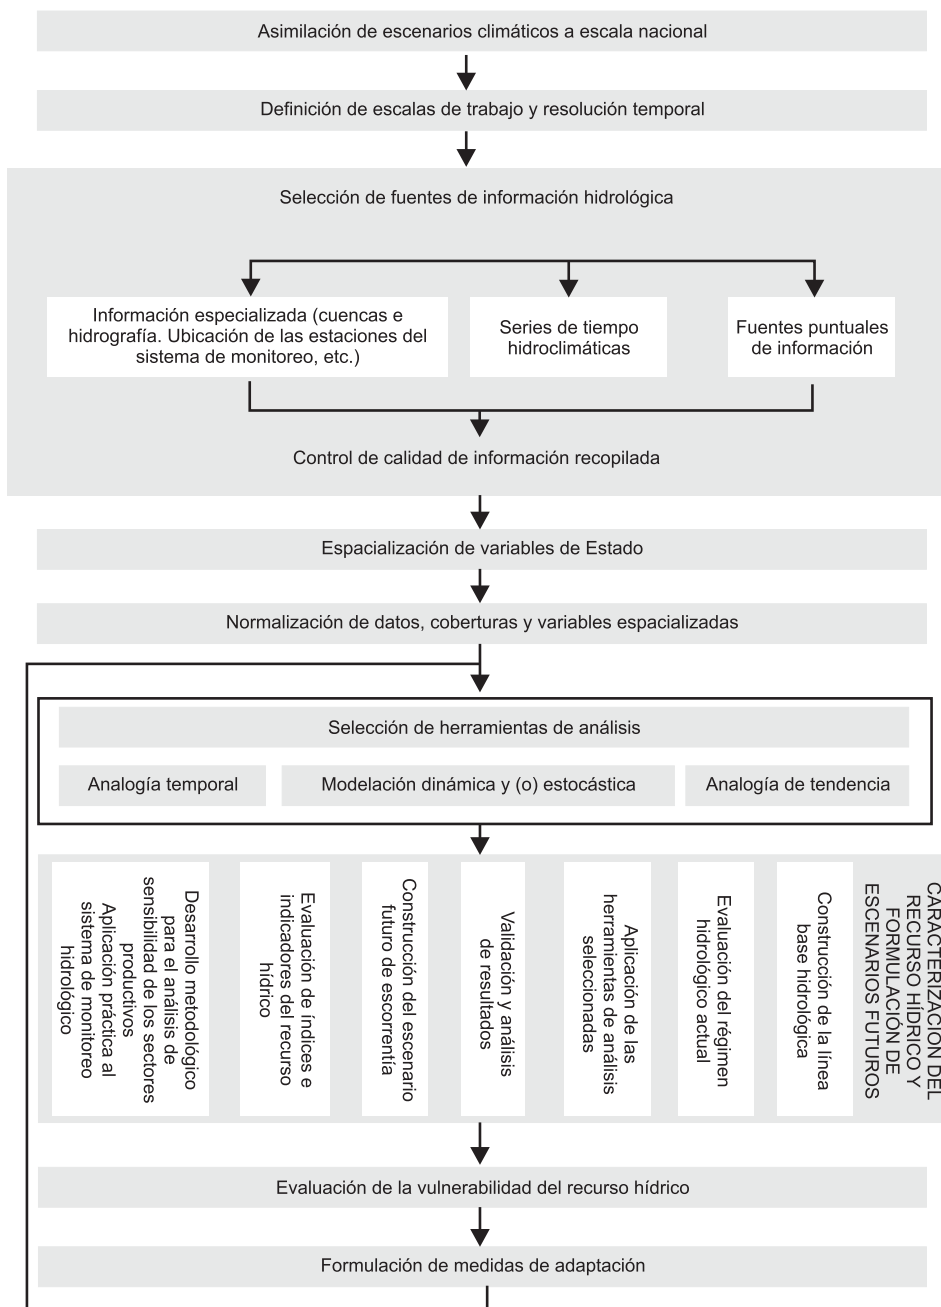 Asimilación de escenarios climáticos a escala nacional
Definición de escalas de trabajo y resolución temporal
Selección de fuentes de información hidrológica
Información especializada (cuencas e
hidrografía. Ubicación de las estaciones del
sistema de monitoreo, etc.)
Series de tiempo
hidroclimáticas
Fuentes puntuales
de información
Control de calidad de información recopilada
Espacialización de variables de Estado
Normalización de datos, coberturas y variables espacializadas
Selección de herramientas de análisis
Analogía temporal
Modelación dinámica y (o) estocástica
Analogía de tendencia
CARACTERIZACIÓN DEL
RECURSO HÍDRICO Y
FORMULACIÓN DE
ESCENARIOS FUTUROS
Construcción de la línea
base hidrológica
Evaluación del régimen
hidrológico actual
Aplicación de las
herramientas de análisis
seleccionadas
Validación y análisis
de resultados
Construcción del escenario
futuro de escorrentía
Evaluación de índices e
indicadores del recurso
hídrico
Desarrollo metodológico
para el análisis de
sensibilidad de los sectores
productivos
Aplicación práctica al
sistema de monitoreo
hidrológico
Evaluación de la vulnerabilidad del recurso hídrico
Formulación de medidas de adaptación